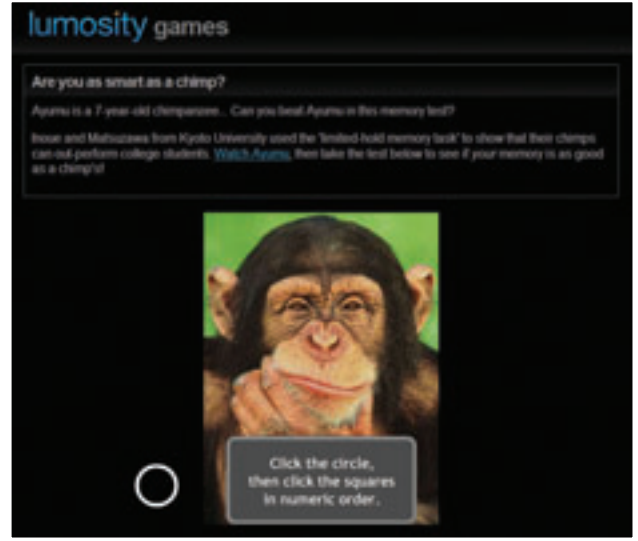 lumosity games
Are you as smart as a chimp?
Ayumu is a 7-year-old chimpanzee... Can you beat Ayumu in this memory test?
Inoue and Matsuzawa from Kyoto University used the 'limited-hold memory task' to show that their chimps
can out-perform college students. Watch Ayumu, then take the test below to see if your memory is as good
as a chimp's!
Click the circle,
then click the squares
in numeric order.